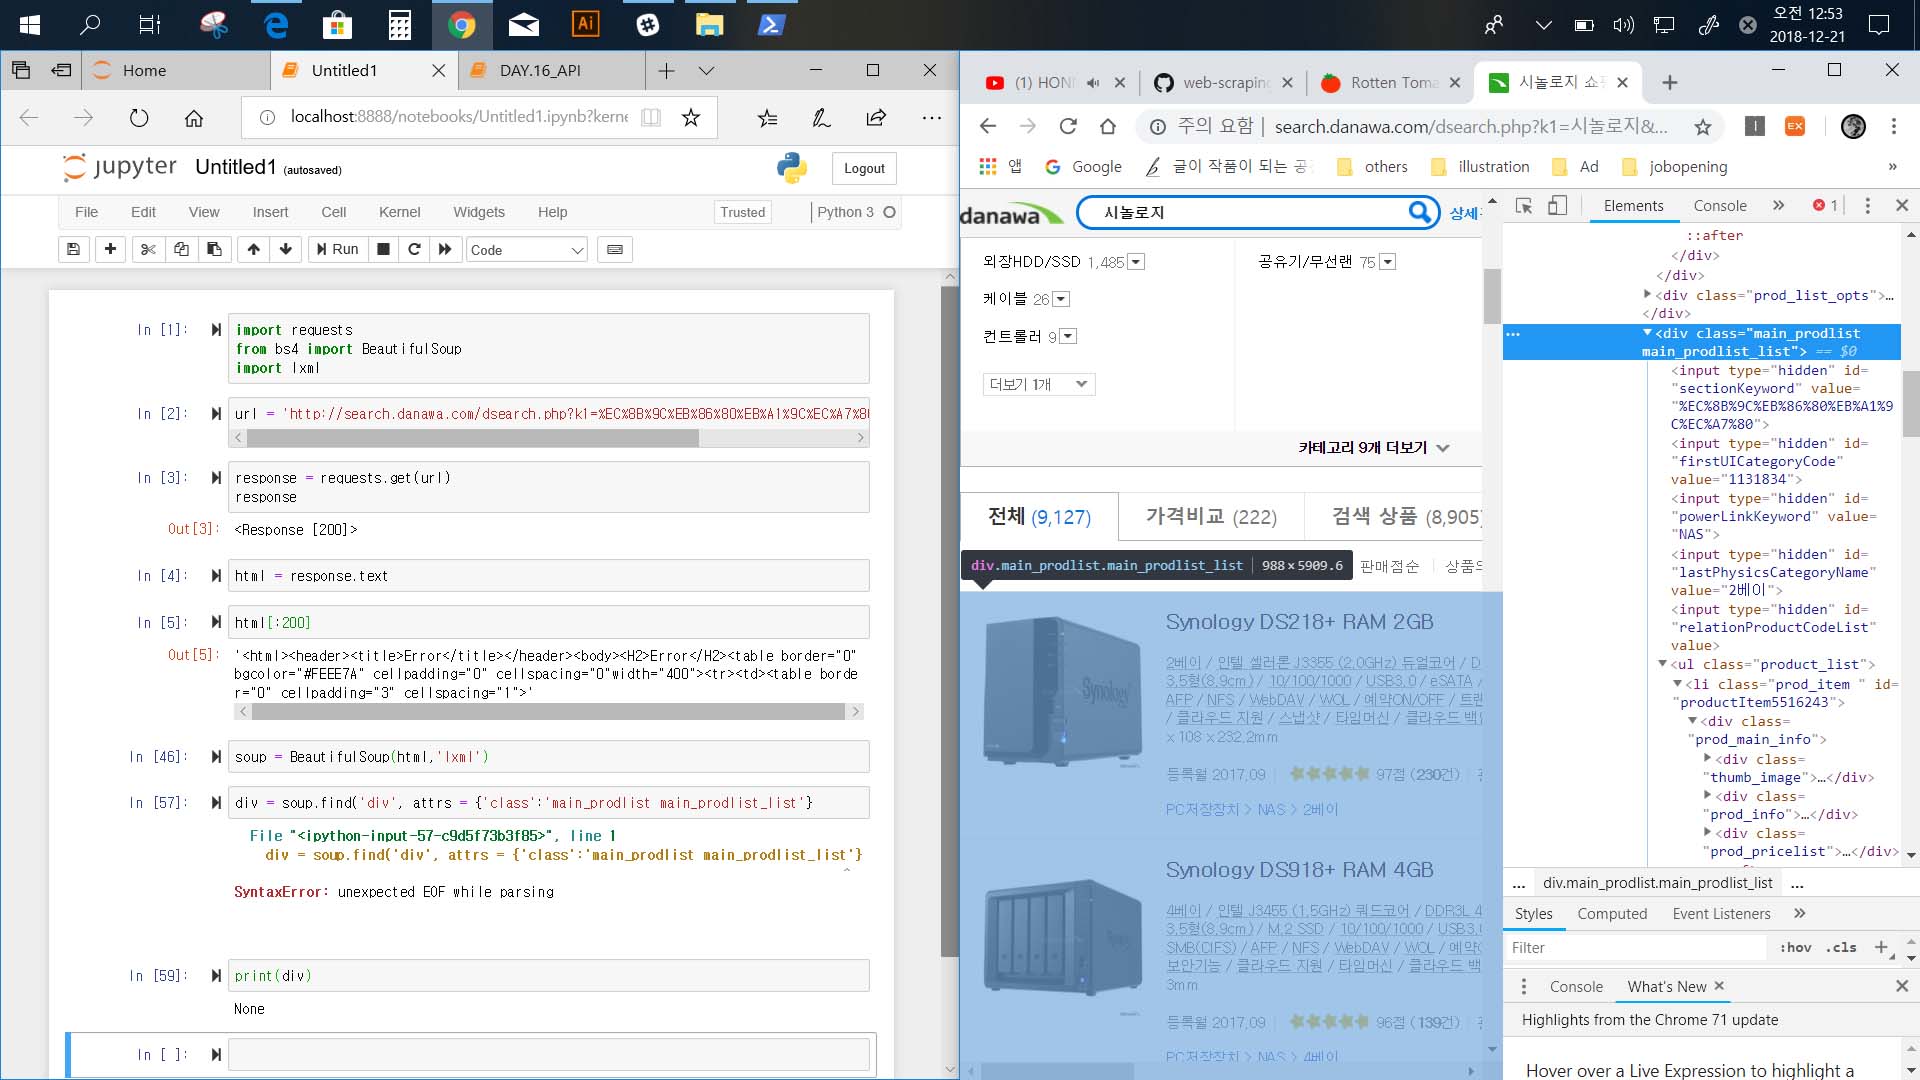 오전 12:53
2018-12-21
Home
Untitled1
DAY.16_API
localhost:8888/notebooks/Untitled1.ipynb?kerne
jupyter Untitled1 (autosaved)
Logout
File Edit View Insert Cell Kernel Widgets Help
Trusted
Python 3
Run
Code
In [1]:
import requests
from bs4 import BeautifulSoup
import lxml
In [2]:
url = 'http://search.danawa.com/dsearch.php?k1=%EC%8B%9C%EB%86%80%EB%A1%9C%EC%A7%80
In [3]:
response = requests.get(url)
response
Out[3]: <Response [200]>
In [4]:
html = response.text
In [5]:
html[:200]
Out[5]: '<html><header><title>Error</title></header><body><H2>Error</H2><table border="0"
bgcolor="#FEEE7A" cellpadding="0" cellspacing="0"width="400"><tr><td><table borde
r="0" cellpadding="3" cellspacing="1">'
In [46]:
soup = BeautifulSoup(html,'lxml')
In [57]:
div = soup.find('div', attrs = {'class':'main_prodlist main_prodlist_list'}
File "<ipython-input-57-c9d5f73b3f85>", line 1
div = soup.find('div', attrs = {'class':'main_prodlist main_prodlist_list'}
^
SyntaxError: unexpected EOF while parsing
In [59]:
print(div)
None
In [ ]:
(1) HONI
web-scraping
Rotten Toma
시놀로지 쇼핑
주의 요함
search.danawa.com/dsearch.php?k1=시놀로지&...
EX
앱
Google
글이 작품이 되는 공
others
illustration
Ad
jobopening
»
danawa
시놀로지
상세
외장HDD/SSD 1,485
공유기/무선랜 75
케이블 26
컨트롤러 9
더보기 1개
카테고리 9개 더보기
전체 (9,127)
가격비교 (222)
검색 상품 (8,905)
div.main_prodlist.main_prodlist_list 988×5909.6
판매점순
상품의
Synology DS218+ RAM 2GB
2베이 / 인텔 셀러론 J3355 (2.0GHz) 듀얼코어 / D
3.5형(8.9cm) / 10/100/1000 / USB3.0 / eSATA /
AFP / NFS / WebDAV / WOL / 예약ON/OFF / 트랜
/ 클라우드 지원 / 스냅샷 / 타임머신 / 클라우드 백업
x 108 x 232.2mm
등록월 2017.09
97점 (230건)
PC저장장치 > NAS > 2베이
Synology DS918+ RAM 4GB
4베이 / 인텔 J3455 (1.5GHz) 쿼드코어 / DDR3L 4
3.5형(8.9cm) / M.2 SSD / 10/100/1000 / USB3.0
SMB(CIFS) / AFP / NFS / WebDAV / WOL / 예약O
보안기능 / 클라우드 지원 / 타임머신 / 클라우드 백
3mm
등록월 2017.09
96점 (139건)
PC저장장치 > NAS > 4베이
Synology
Elements
Console
»
1
::after
</div>
</div>
<div class="prod_list_opts">…
</div>
<div class="main_prodlist
main_prodlist_list"> == $0
<input type="hidden" id=
"sectionKeyword" value=
"%EC%8B%9C%EB%86%80%EB%A1%9
C%EC%A7%80">
<input type="hidden" id=
"firstUICategoryCode"
value="1131834">
<input type="hidden" id=
"powerLinkKeyword" value=
"NAS">
<input type="hidden" id=
"lastPhysicsCategoryName"
value="2베이">
<input type="hidden" id=
"relationProductCodeList"
value>
<ul class="product_list">
<li class="prod_item " id=
"productItem5516243">
<div class=
"prod_main_info">
<div class=
"thumb_image">…</div>
<div class=
"prod_info">…</div>
<div class=
"prod_pricelist">…</div>
... div.main_prodlist.main_prodlist_list ...
Styles Computed Event Listeners »
Filter
:hov .cls +
Console
What's New
Highlights from the Chrome 71 update
Hover over a Live Expression to highlight a